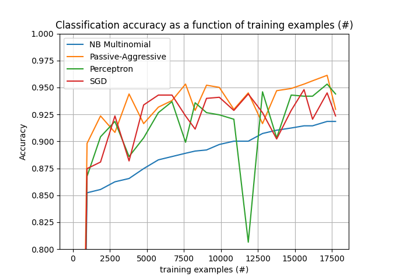 Classification accuracy as a function of training examples (#)
NB Multinomial
Passive-Aggressive
Perceptron
SGD
Accuracy
1.000
0.975
0.950
0.925
0.900
0.875
0.850
0.825
0.800
0 2500 5000 7500 10000 12500 15000 17500
training examples (#)